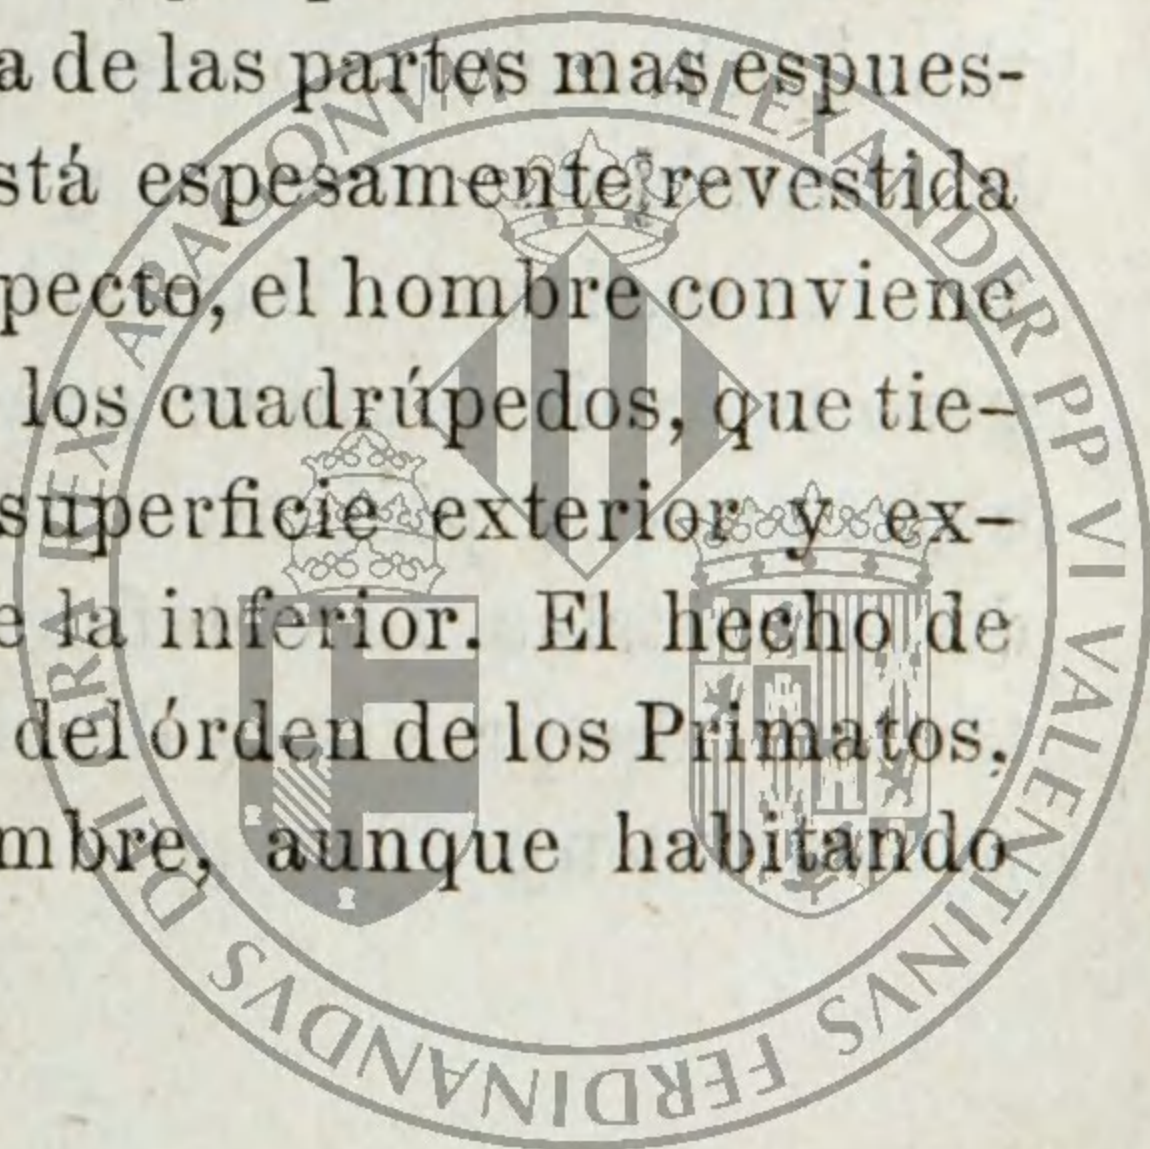 a de las partes mas espues-
stá espesamente revestida
pecto, el hombre conviene
los cuadrúpedos, que tie-
superficie exterior y ex-
e la inferior. El hecho de
del órden de los Primatos.
mbre, aunque habitando
ALEXANDER PP VI VALENTINVS FERDINANDVS DEI GRA REX ARAGONVM